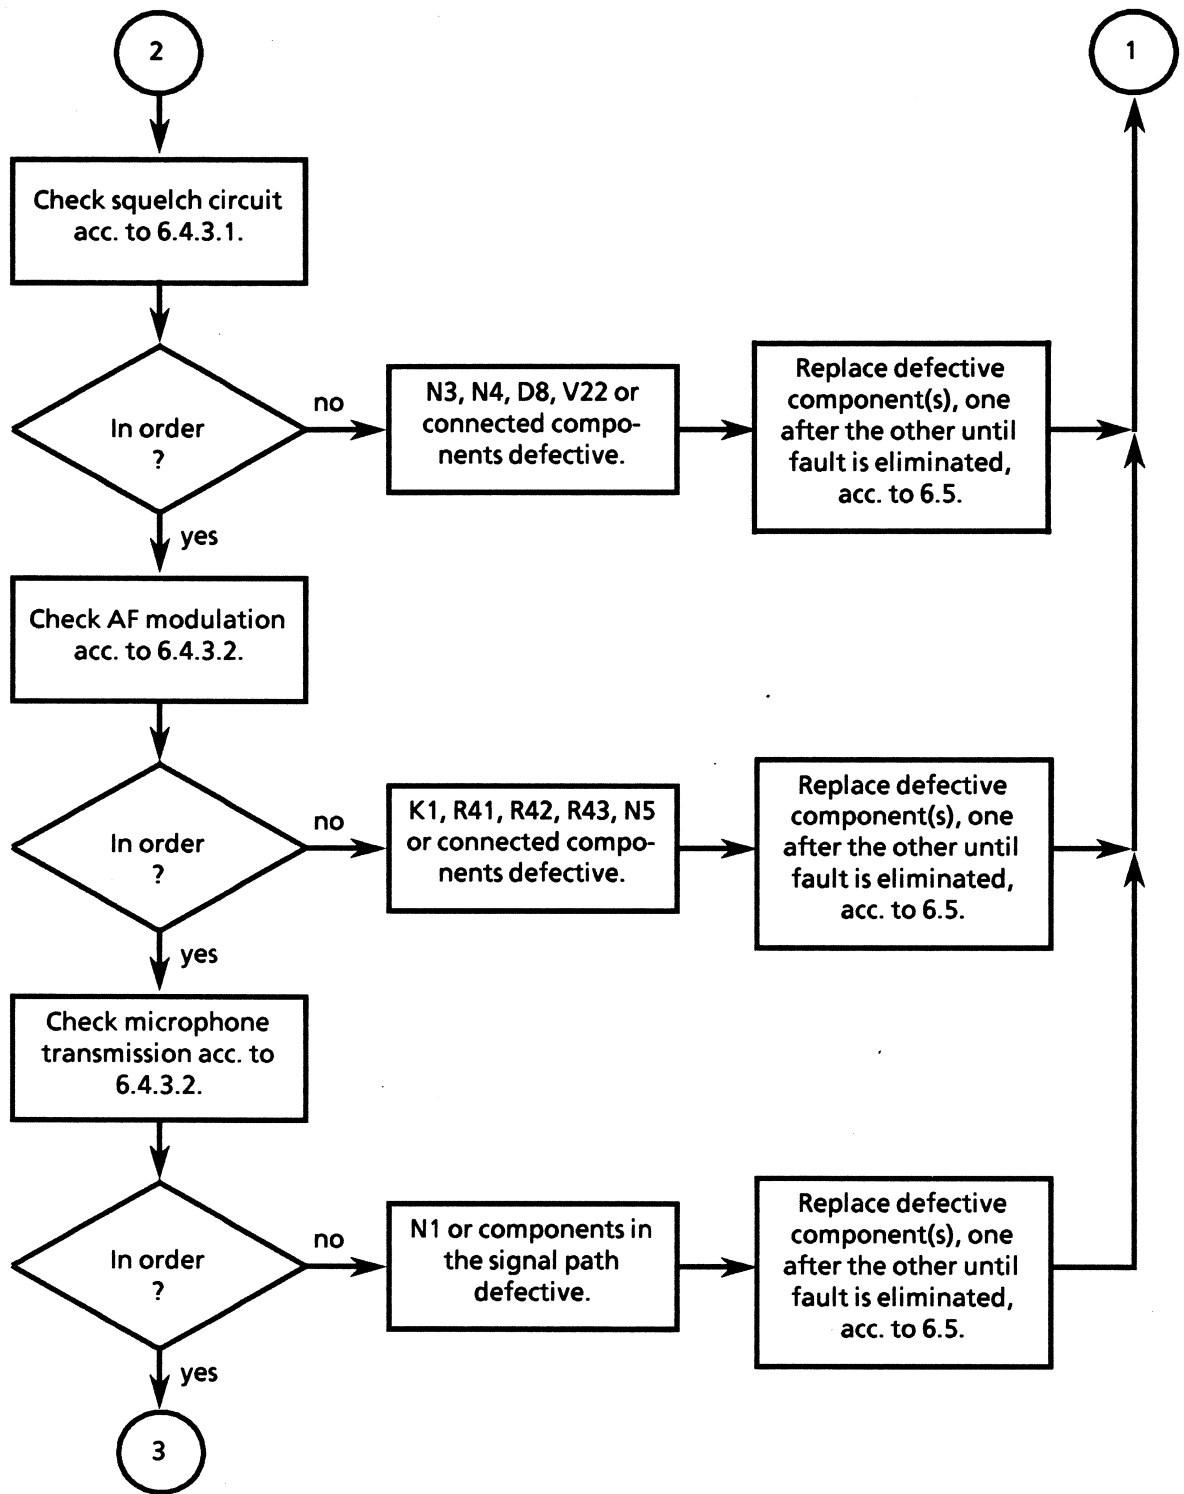 2
1
Check squelch circuit
acc. to 6.4.3.1.
In order
?
no
N3, N4, D8, V22 or
connected compo-
nents defective.
Replace defective
component(s), one
after the other until
fault is eliminated,
acc. to 6.5.
yes
Check AF modulation
acc. to 6.4.3.2.
In order
?
no
K1, R41, R42, R43, N5
or connected compo-
nents defective.
Replace defective
component(s), one
after the other until
fault is eliminated,
acc. to 6.5.
yes
Check microphone
transmission acc. to
6.4.3.2.
In order
?
no
N1 or components in
the signal path
defective.
Replace defective
component(s), one
after the other until
fault is eliminated,
acc. to 6.5.
yes
3